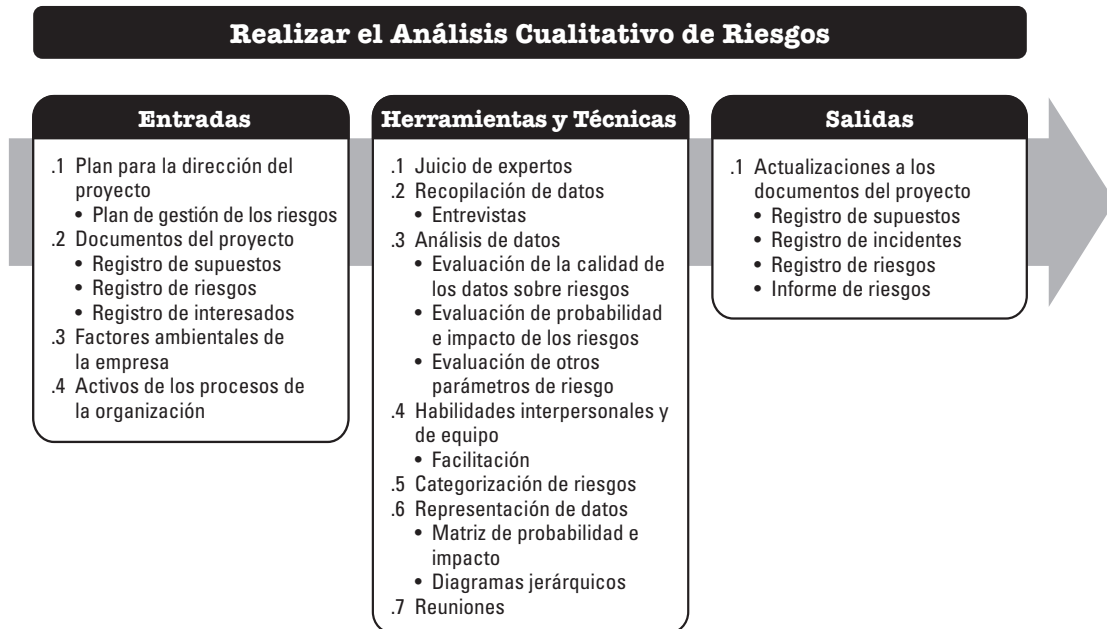 Realizar el Análisis Cualitativo de Riesgos
Entradas
.1 Plan para la dirección del
proyecto
• Plan de gestión de los riesgos
.2 Documentos del proyecto
• Registro de supuestos
• Registro de riesgos
• Registro de interesados
.3 Factores ambientales de
la empresa
.4 Activos de los procesos de
la organización
Herramientas y Técnicas
.1 Juicio de expertos
.2 Recopilación de datos
• Entrevistas
.3 Análisis de datos
• Evaluación de la calidad de
los datos sobre riesgos
• Evaluación de probabilidad
e impacto de los riesgos
• Evaluación de otros
parámetros de riesgo
.4 Habilidades interpersonales y
de equipo
• Facilitación
.5 Categorización de riesgos
.6 Representación de datos
• Matriz de probabilidad e
impacto
• Diagramas jerárquicos
.7 Reuniones
Salidas
.1 Actualizaciones a los
documentos del proyecto
• Registro de supuestos
• Registro de incidentes
• Registro de riesgos
• Informe de riesgos